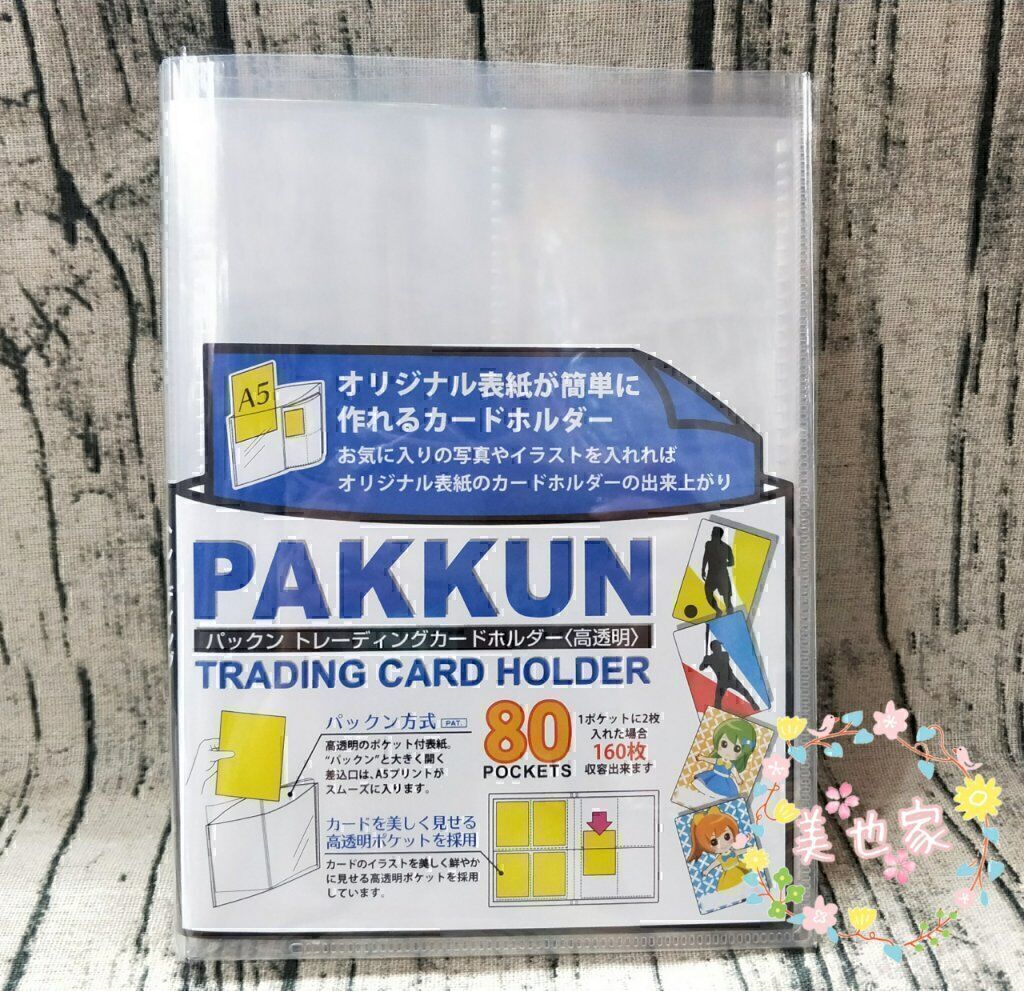 A5
オリジナル表紙が簡単に
作れるカードホルダー
お気に入りの写真やイラストを入れれば
オリジナル表紙のカードホルダーの出来上がり
PAKKUN
パックン トレーディングカードホルダー〈高透明〉
TRADING CARD HOLDER
パックン方式 PAT.
高透明のポケット付表紙。
"パックン"と大きく開く
差込口は、A5プリントが
スムーズに入ります。
80
POCKETS
1ポケットに2枚
入れた場合
160枚
収容出来ます
カードを美しく見せる
高透明ポケットを採用
カードのイラストを美しく鮮やか
に見せる高透明ポケットを採用
しています。
美也家